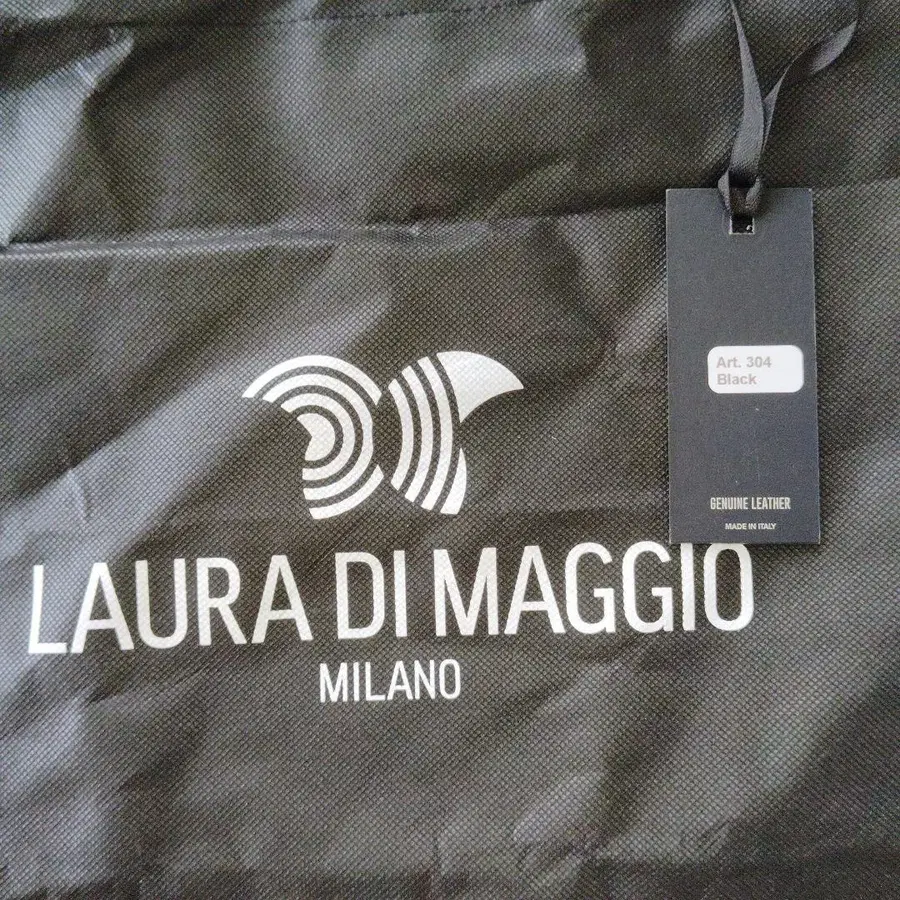 Art. 304
Black
GENUINE LEATHER
MADE IN ITALY
LAURA DI MAGGIO
MILANO